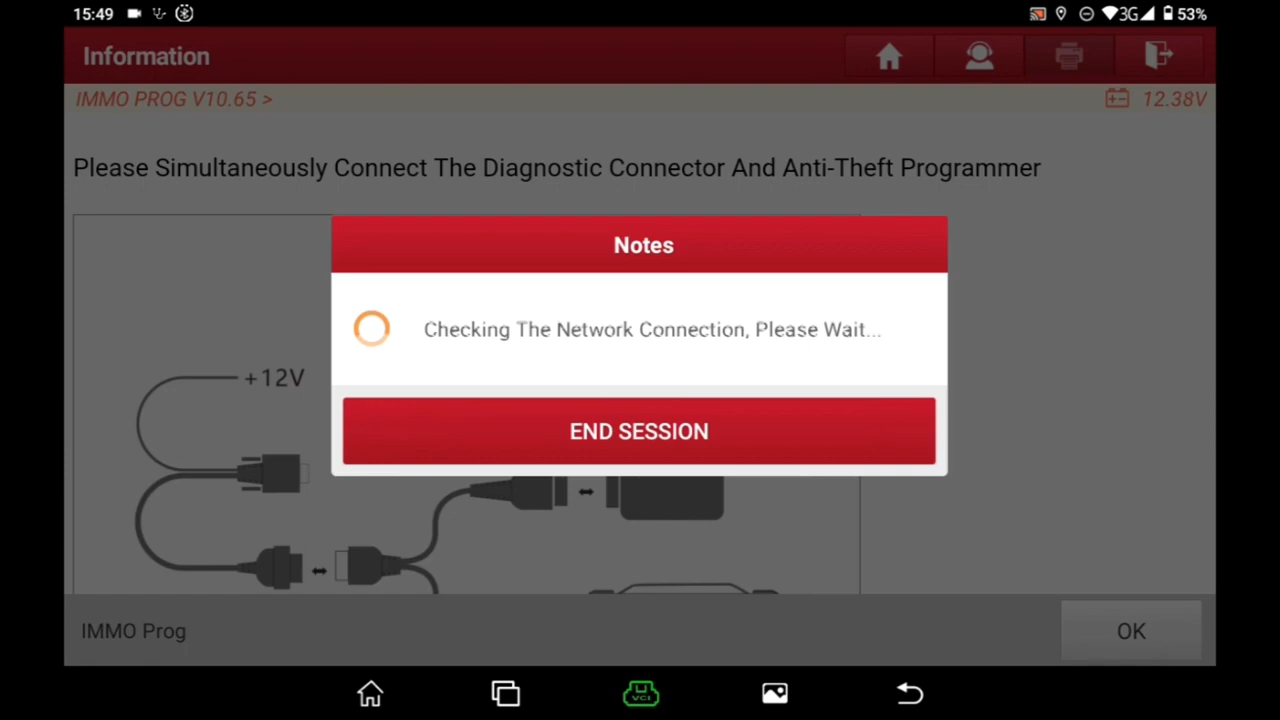 15:49
3G 53%
Information
IMMO PROG V10.65 >
12.38V
Please Simultaneously Connect The Diagnostic Connector And Anti-Theft Programmer
Notes
Checking The Network Connection, Please Wait...
+12V
END SESSION
IMMO Prog
OK
VCI